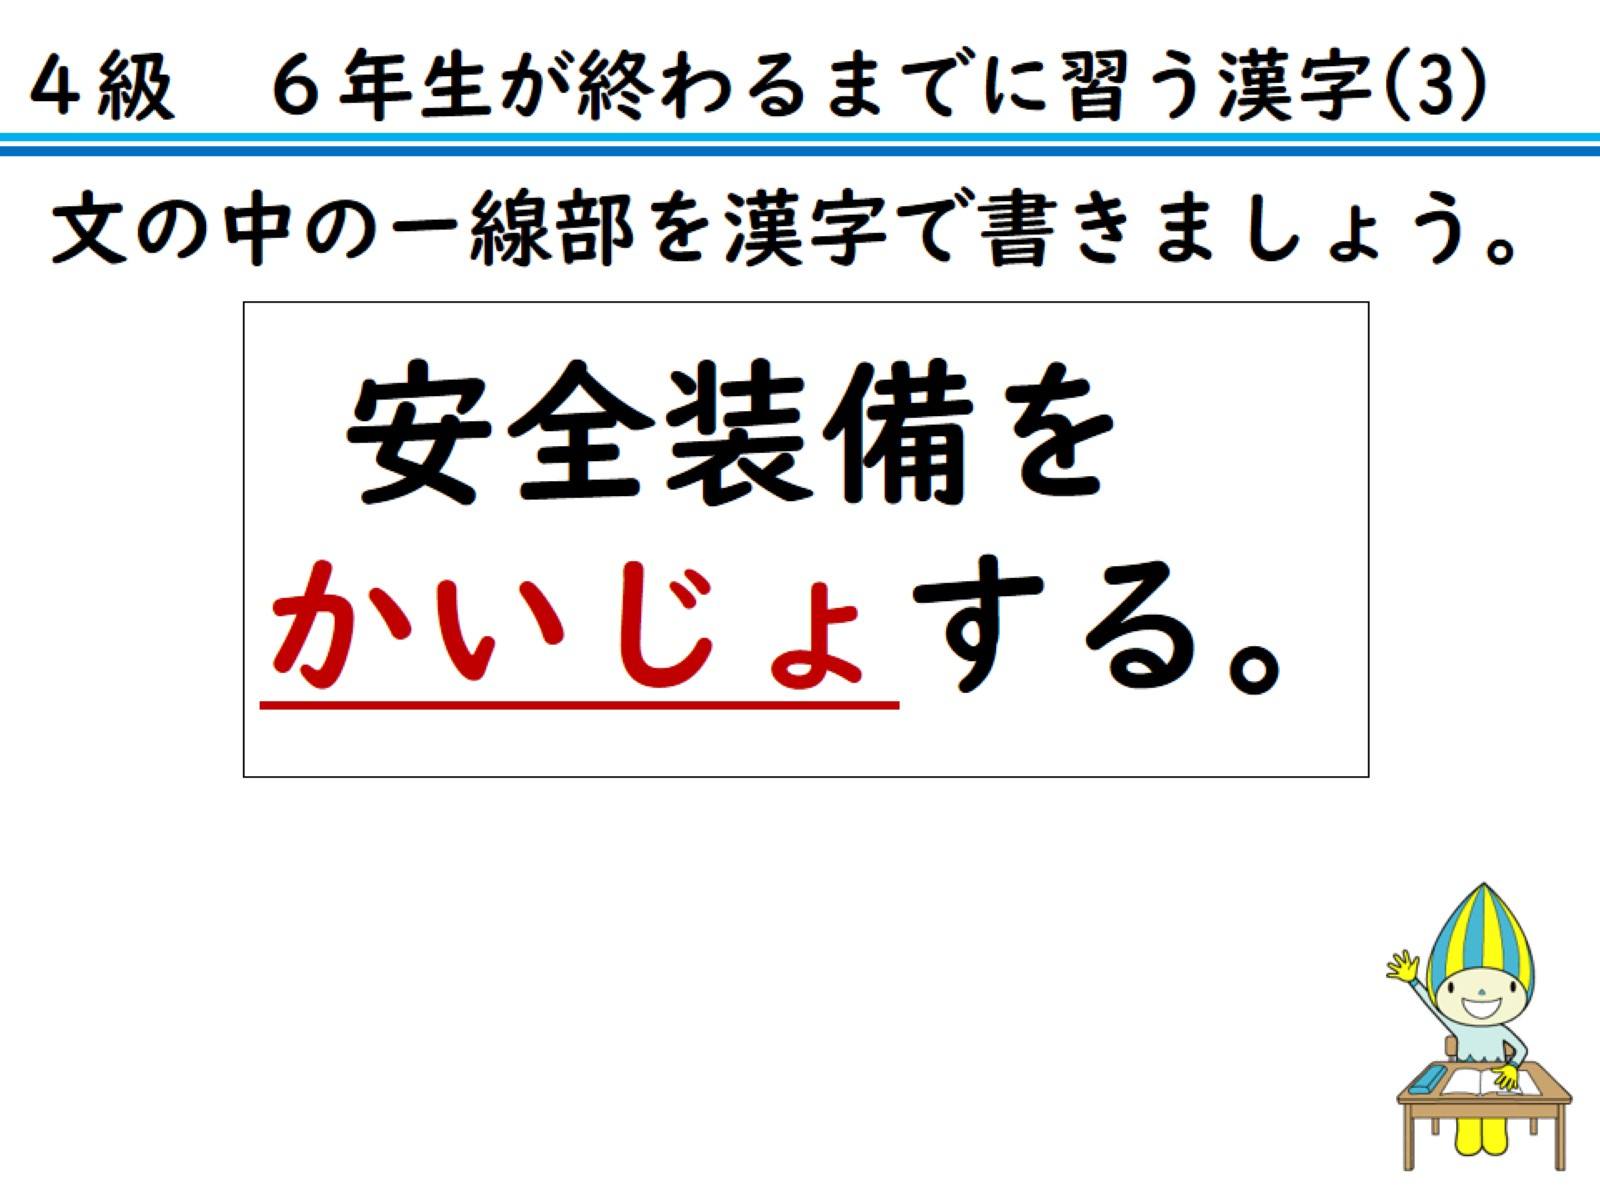 ４級　６年生が終わるまでに習う漢字(3)
文の中の一線部を漢字で書きましょう。
安全装備を
かいじょする。